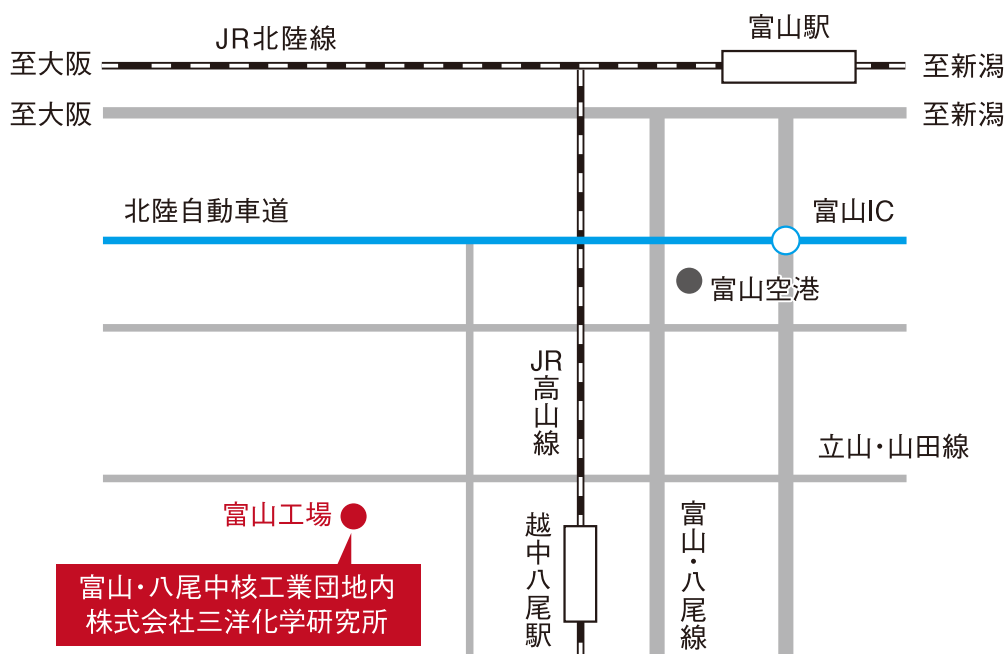 JR北陸線
富山駅
至大阪
至新潟
至大阪
至新潟
北陸自動車道
富山IC
富山空港
JR高山線
立山・山田線
富山工場
越中八尾駅
富山・八尾線
富山・八尾中核工業団地内
株式会社三洋化学研究所